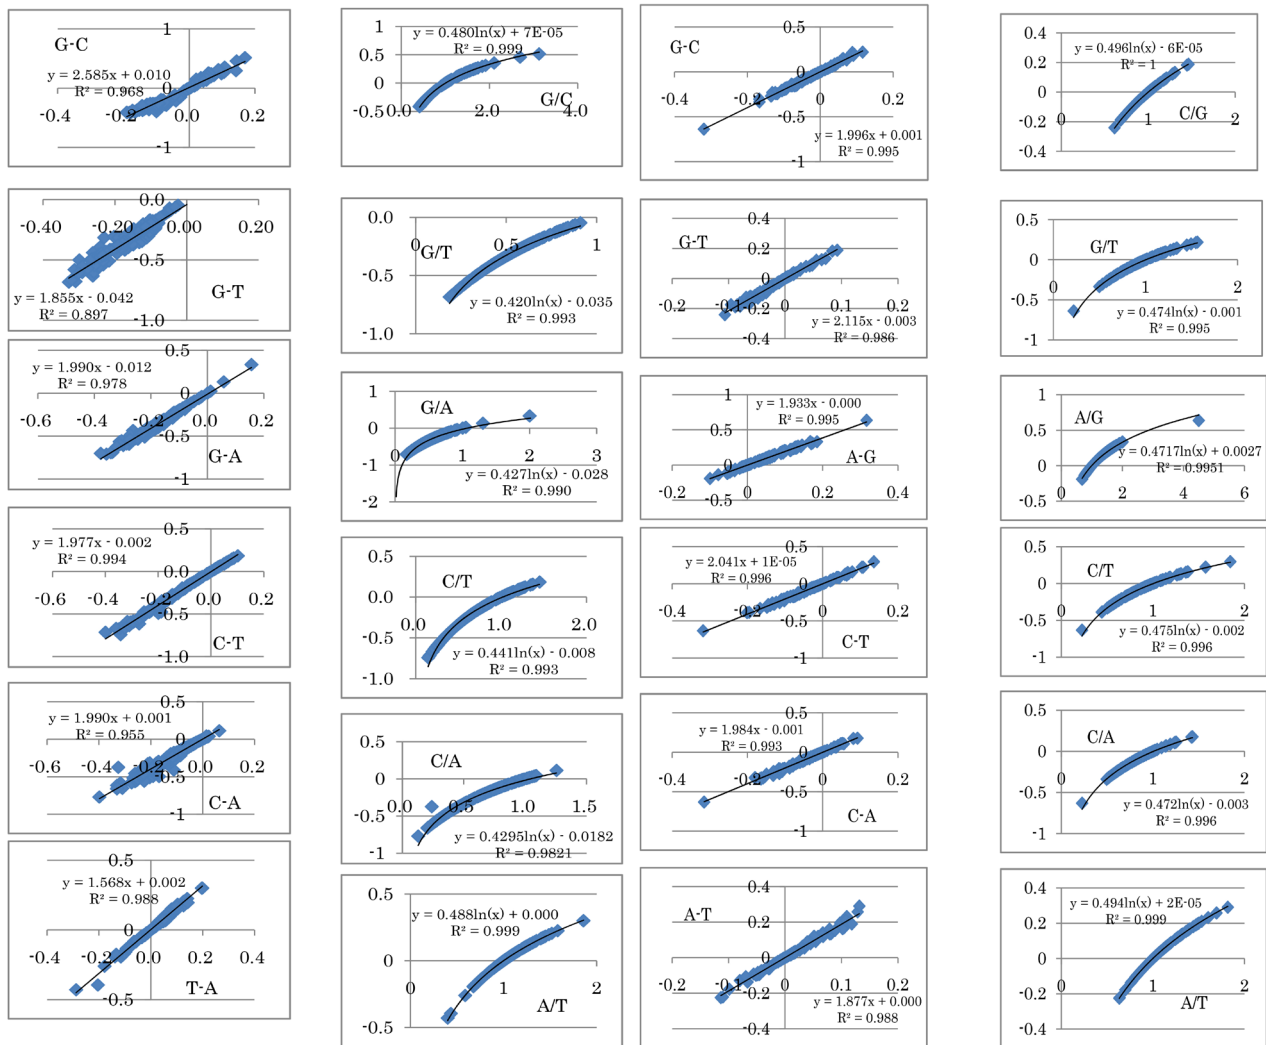 1
G-C
y = 2.585x + 0.010
R² = 0.968
0
-0.4 -0.2 0.0 0.2
-1
1
y = 0.480ln(x) + 7E-05
R² = 0.999
0.5
0
G/C
-0.5 0.0 2.0 4.0
0.5
G-C
0
-0.4 -0.2 0 0.2
-0.5
y = 1.996x + 0.001
R² = 0.995
-1
0.4
y = 0.496ln(x) - 6E-05
R² = 1
0.2
0
0 1 2
C/G
-0.2
-0.4
0.0
-0.40 -0.20 0.00 0.20
-0.5
G-T
y = 1.855x - 0.042
R² = 0.897
-1.0
0.0
0 0.5 1
G/T
-0.5
y = 0.420ln(x) - 0.035
R² = 0.993
-1.0
0.4
G-T
0.2
0
-0.2 -0.1 0 0.1 0.2
-0.2
y = 2.115x - 0.003
R² = 0.986
-0.4
0.5
G/T
0
0 1 2
-0.5
y = 0.474ln(x) - 0.001
R² = 0.995
-1
0.5
y = 1.990x - 0.012
R² = 0.978
0
-0.6 -0.4 -0.2 0.0 0.2
-0.5
G-A
-1
1
G/A
0
0 1 2 3
-1
y = 0.427ln(x) - 0.028
R² = 0.990
-2
1
y = 1.933x - 0.000
R² = 0.995
0.5
A-G
0
-0.2 0 0.2 0.4
-0.5
1
A/G
0.5
y = 0.4717ln(x) + 0.0027
R² = 0.9951
0
0 2 4 6
-0.5
0.5
y = 1.977x - 0.002
R² = 0.994
0.0
-0.6 -0.4 -0.2 0.0 0.2
-0.5
C-T
-1.0
0.5
C/T
0.0
0.0 1.0 2.0
-0.5
y = 0.441ln(x) - 0.008
R² = 0.993
-1.0
0.5
y = 2.041x + 1E-05
R² = 0.996
0
-0.4 -0.2 0 0.2
-0.5
C-T
-1
0.5
C/T
0
0 1 2
-0.5
y = 0.475ln(x) - 0.002
R² = 0.996
-1
0.5
y = 1.990x + 0.001
R² = 0.955
0
-0.6 -0.4 -0.2 0.0 0.2
-0.5
C-A
-1
0.5
C/A
0
0.0 0.5 1.0 1.5
-0.5
y = 0.4295ln(x) - 0.0182
R² = 0.9821
-1
0.5
y = 1.984x - 0.001
R² = 0.993
0
-0.4 -0.2 0 0.2
-0.5
C-A
-1
0.5
C/A
0
0 1 2
-0.5
y = 0.472ln(x) - 0.003
R² = 0.996
-1
0.5
y = 1.568x + 0.002
R² = 0.988
0
-0.4 -0.2 0.0 0.2 0.4
T-A
-0.5
0.5
y = 0.488ln(x) + 0.000
R² = 0.999
0
0 1 2
A/T
-0.5
0.4
A-T
0.2
0
-0.2 -0.1 0 0.1 0.2
-0.2
y = 1.877x + 0.000
R² = 0.988
-0.4
0.4
y = 0.494ln(x) + 2E-05
R² = 0.999
0.2
0
0 1 2
-0.2
A/T
-0.4